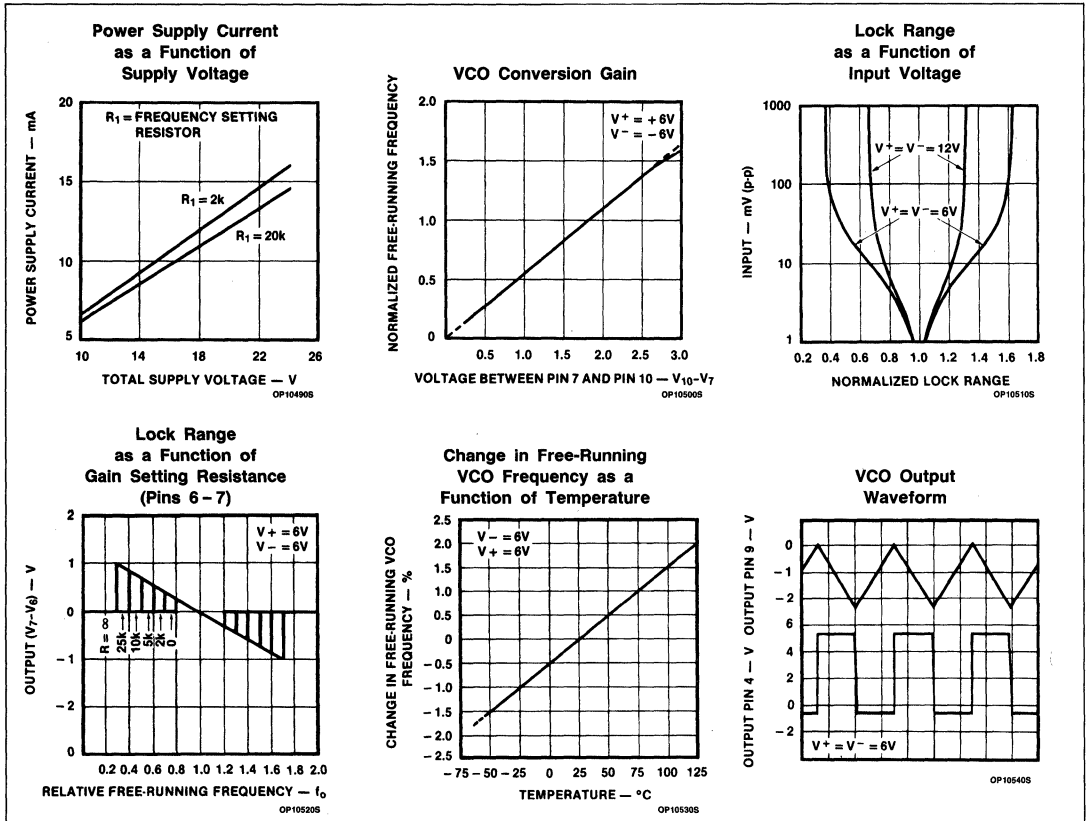 Power Supply Current
as a Function of
Supply Voltage
20
15
10
5
POWER SUPPLY CURRENT — mA
R₁ = FREQUENCY SETTING
RESISTOR
R₁ = 2k
R₁ = 20k
10 14 18 22 26
TOTAL SUPPLY VOLTAGE — V
OP10490S
VCO Conversion Gain
2.0
1.5
1.0
0.5
0
NORMALIZED FREE-RUNNING FREQUENCY
V⁺ = +6V
V⁻ = −6V
0.5 1.0 1.5 2.0 2.5 3.0
VOLTAGE BETWEEN PIN 7 AND PIN 10 — V₁₀-V₇
OP10500S
Lock Range
as a Function of
Input Voltage
1000
100
10
1
INPUT — mV (p-p)
V⁺ = V⁻ = 12V
V⁺ = V⁻ = 6V
0.2 0.4 0.6 0.8 1.0 1.2 1.4 1.6 1.8
NORMALIZED LOCK RANGE
OP10510S
Lock Range
as a Function of
Gain Setting Resistance
(Pins 6 – 7)
2
1
0
− 1
− 2
0
OUTPUT (V₇-V₆) — V
V + = 6V
V − = 6V
R = ∞
25k
10k
5k
2k
0
0.2 0.4 0.6 0.8 1.0 1.2 1.4 1.6 1.8 2.0
RELATIVE FREE-RUNNING FREQUENCY — fₒ
OP10520S
Change in Free-Running
VCO Frequency as a
Function of Temperature
2.5
2.0
1.5
1.0
0.5
0
− 0.5
− 1.0
− 1.5
− 2.0
− 2.5
CHANGE IN FREE-RUNNING VCO
FREQUENCY — %
V − = 6V
V + = 6V
− 75 − 50 − 25 0 25 50 75 100 125
TEMPERATURE — °C
OP10530S
VCO Output
Waveform
0
−1
−2
6
4
2
0
−2
OUTPUT PIN 4 — V OUTPUT PIN 9 — V
V⁺ = V⁻ = 6V
OP10540S